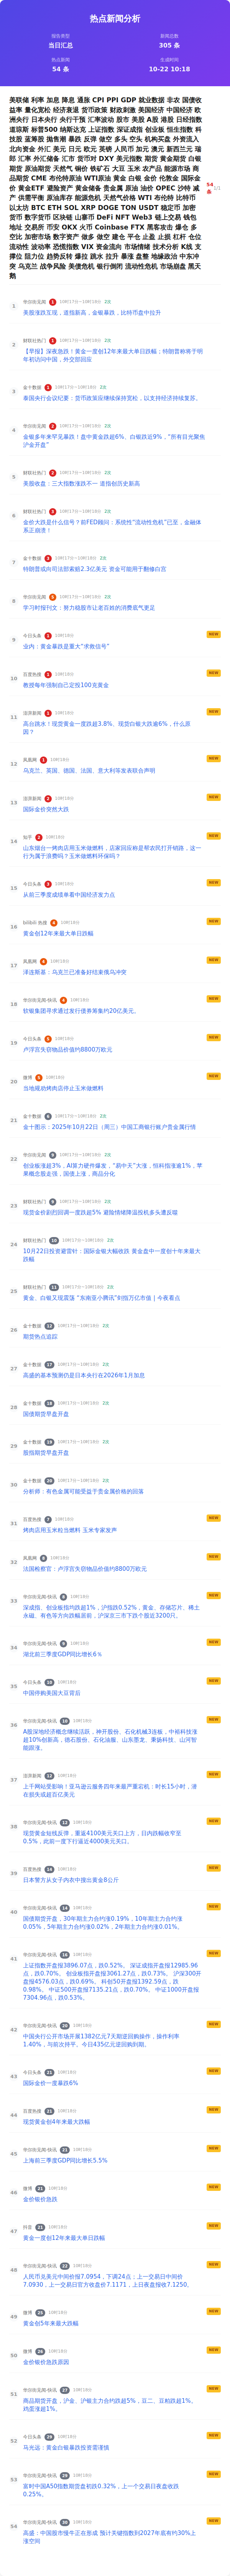 热点新闻分析
报告类型
当日汇总
新闻总数
305 条
热点新闻
54 条
生成时间
10-22 10:18
美联储 利率 加息 降息 通胀 CPI PPI GDP 就业数据 非农 国债收
益率 量化宽松 经济衰退 货币政策 财政刺激 美国经济 中国经济 欧
洲央行 日本央行 央行干预 汇率波动 股市 美股 A股 港股 日经指数
道琼斯 标普500 纳斯达克 上证指数 深证成指 创业板 恒生指数 科
技股 蓝筹股 抛售潮 暴跌 反弹 做空 多头 空头 机构买盘 外资流入
北向资金 外汇 美元 日元 欧元 英镑 人民币 加元 澳元 新西兰元 瑞
郎 汇率 外汇储备 汇市 货币对 DXY 美元指数 期货 黄金期货 白银
期货 原油期货 天然气 铜价 铁矿石 大豆 玉米 农产品 能源市场 商
品期货 CME 布伦特原油 WTI原油 黄金 白银 金价 伦敦金 国际金
价 黄金ETF 避险资产 黄金储备 贵金属 原油 油价 OPEC 汾特 减
产 供需平衡 原油库存 能源危机 天然气价格 WTI 布伦特 比特币
以太坊 BTC ETH SOL XRP DOGE TON USDT 稳定币 加密
货币 数字货币 区块链 山寨币 DeFi NFT Web3 链上交易 钱包
地址 交易所 币安 OKX 火币 Coinbase FTX 黑客攻击 爆仓 多
空比 加密市场 数字资产 做多 做空 建仓 平仓 止盈 止损 杠杆 仓位
流动性 波动率 恐慌指数 VIX 资金流向 市场情绪 技术分析 K线 支
撑位 阻力位 趋势反转 爆拉 跳水 拉升 暴涨 盘整 地缘政治 中东冲
突 乌克兰 战争风险 美债危机 银行倒闭 流动性危机 市场崩盘 黑天
鹅
54
条
1/1
1
华尔街见闻 1 10时17分~10时18分 2次
美股涨跌互现，道指新高，金银暴跌，比特币盘中拉升
2
财联社热门 1 10时17分~10时18分 2次
【早报】深夜急跌！黄金一度创12年来最大单日跌幅；特朗普称将于明
年初访问中国，外交部回应
3
金十数据 1 10时17分~10时18分 2次
泰国央行会议纪要：货币政策应继续保持宽松，以支持经济持续复苏。
4
华尔街见闻 2 10时17分~10时18分 2次
金银多年来罕见暴跌！盘中黄金跌超6%、白银跌近9%，“所有目光聚焦
沪金开盘”
5
财联社热门 2 10时17分~10时18分 2次
美股收盘：三大指数涨跌不一 道指创历史新高
6
财联社热门 3 10时17分~10时18分 2次
金价大跌是什么信号？前FED顾问：系统性“流动性危机”已至，金融体
系正崩溃！
7
金十数据 3 10时17分~10时18分 2次
特朗普或向司法部索赔2.3亿美元 资金可能用于翻修白宫
8
华尔街见闻 5 10时17分~10时18分 2次
学习时报刊文：努力稳股市让老百姓的消费底气更足
9
今日头条 1 10时18分
NEW
业内：黄金暴跌是重大“求救信号”
10
百度热搜 1 10时18分
NEW
教授每年强制自己定投100克黄金
11
澎湃新闻 1 10时18分
NEW
高台跳水！现货黄金一度跌超3.8%、现货白银大跌逾6%，什么原
因？
12
凤凰网 1 10时18分
NEW
乌克兰、英国、德国、法国、意大利等发表联合声明
13
澎湃新闻 2 10时18分
NEW
国际金价突然大跌
14
知乎 2 10时18分
NEW
山东烟台一烤肉店用玉米做燃料，店家回应称是帮农民打开销路，这一
行为属于浪费吗？玉米做燃料环保吗？
15
今日头条 3 10时18分
NEW
从前三季度成绩单看中国经济发力点
16
bilibili 热搜 4 10时18分
NEW
黄金创12年来最大单日跌幅
17
凤凰网 4 10时18分
NEW
泽连斯基：乌克兰已准备好结束俄乌冲突
18
华尔街见闻-快讯 4 10时18分
NEW
软银集团寻求通过发行债券筹集约20亿美元。
19
今日头条 5 10时18分
NEW
卢浮宫失窃物品价值约8800万欧元
20
微博 5 10时18分
NEW
当地规劝烤肉店停止玉米做燃料
21
金十数据 6 10时17分~10时18分 2次
金十图示：2025年10月22日（周三）中国工商银行账户贵金属行情
22
华尔街见闻 9 10时17分~10时18分 2次
创业板涨超3%，AI算力硬件爆发，“易中天”大涨，恒科指涨逾1%，苹
果概念股走强，国债上涨，商品分化
23
财联社热门 9 10时17分~10时18分 2次
现货金价剧烈回调一度跌超5% 避险情绪降温投机多头遭反噬
24
财联社热门 10 10时17分~10时18分 2次
10月22日投资避雷针：国际金银大幅收跌 黄金盘中一度创十年来最大
跌幅
25
财联社热门 11 10时17分~10时18分 2次
黄金、白银又现震荡 “东南亚小腾讯”剑指万亿市值 | 今夜看点
26
金十数据 12 10时17分~10时18分 2次
期货热点追踪
27
金十数据 17 10时17分~10时18分 2次
高盛的基本预测仍是日本央行在2026年1月加息
28
金十数据 18 10时17分~10时18分 2次
国债期货早盘开盘
29
金十数据 19 10时17分~10时18分 2次
股指期货早盘开盘
30
金十数据 20 10时17分~10时18分 2次
分析师：有色金属可能受益于贵金属价格的回落
31
百度热搜 7 10时18分
NEW
烤肉店用玉米粒当燃料 玉米专家发声
32
凤凰网 8 10时18分
NEW
法国检察官：卢浮宫失窃物品价值约8800万欧元
33
华尔街见闻-快讯 8 10时18分
NEW
深成指、创业板指均跌超1%，沪指跌0.52%，黄金、存储芯片、稀土
永磁、有色等方向跌幅居前，沪深京三市下跌个股近3200只。
34
华尔街见闻-快讯 9 10时18分
NEW
湖北前三季度GDP同比增长6％
35
今日头条 10 10时18分
NEW
中国停购美国大豆背后
36
华尔街见闻-快讯 10 10时18分
NEW
A股深地经济概念继续活跃，神开股份、石化机械3连板，中裕科技涨
超10%创新高，德石股份、石化油服、山东墨龙、秉扬科技、山河智
能跟涨。
37
澎湃新闻 12 10时18分
NEW
上千网站受影响！亚马逊云服务四年来最严重宕机：时长15小时，潜
在损失或超百亿美元
38
华尔街见闻-快讯 12 10时18分
NEW
现货黄金短线反弹，重返4100美元关口上方，日内跌幅收窄至
0.5%，此前一度下行逼近4000美元关口。
39
百度热搜 14 10时18分
NEW
日本警方从女子内衣中搜出黄金8公斤
40
华尔街见闻-快讯 14 10时18分
NEW
国债期货开盘，30年期主力合约涨0.19%，10年期主力合约涨
0.05%，5年期主力合约涨0.02%，2年期主力合约涨0.01%。
41
华尔街见闻-快讯 16 10时18分
NEW
上证指数开盘报3896.07点，跌0.52%。 深证成指开盘报12985.96
点，跌0.70%。 创业板指开盘报3061.27点，跌0.73%。 沪深300开
盘报4576.03点，跌0.69%。 科创50开盘报1392.59点，跌
0.98%。 中证500开盘报7135.21点，跌0.70%。 中证1000开盘报
7304.96点，跌0.53%。
42
华尔街见闻-快讯 20 10时18分
NEW
中国央行公开市场开展1382亿元7天期逆回购操作，操作利率
1.40%，与前次持平。今日435亿元逆回购到期。
43
今日头条 21 10时18分
NEW
国际金价一度暴跌6%
44
百度热搜 21 10时18分
NEW
现货黄金创4年来最大跌幅
45
华尔街见闻-快讯 21 10时18分
NEW
上海前三季度GDP同比增长5.5%
46
微博 21 10时18分
NEW
金价银价急跌
47
抖音 21 10时18分
NEW
黄金一度创12年来最大单日跌幅
48
华尔街见闻-快讯 22 10时18分
NEW
人民币兑美元中间价报7.0954，下调24点；上一交易日中间价
7.0930，上一交易日官方收盘价7.1171，上日夜盘报收7.1250。
49
微博 25 10时18分
NEW
黄金创5年来最大跌幅
50
微博 26 10时18分
NEW
金价银价急跌原因
51
华尔街见闻-快讯 27 10时18分
NEW
商品期货开盘，沪金、沪银主力合约跌超5%，豆二、豆粕跌超1%。
鸡蛋涨超1%。
52
今日头条 29 10时18分
NEW
马光远：黄金白银暴跌投资需谨慎
53
华尔街见闻-快讯 29 10时18分
NEW
富时中国A50指数期货盘初跌0.32%，上一个交易日夜盘收跌
0.25%。
54
华尔街见闻-快讯 30 10时18分
NEW
高盛：中国股市慢牛正在形成 预计关键指数到2027年底有约30%上
涨空间